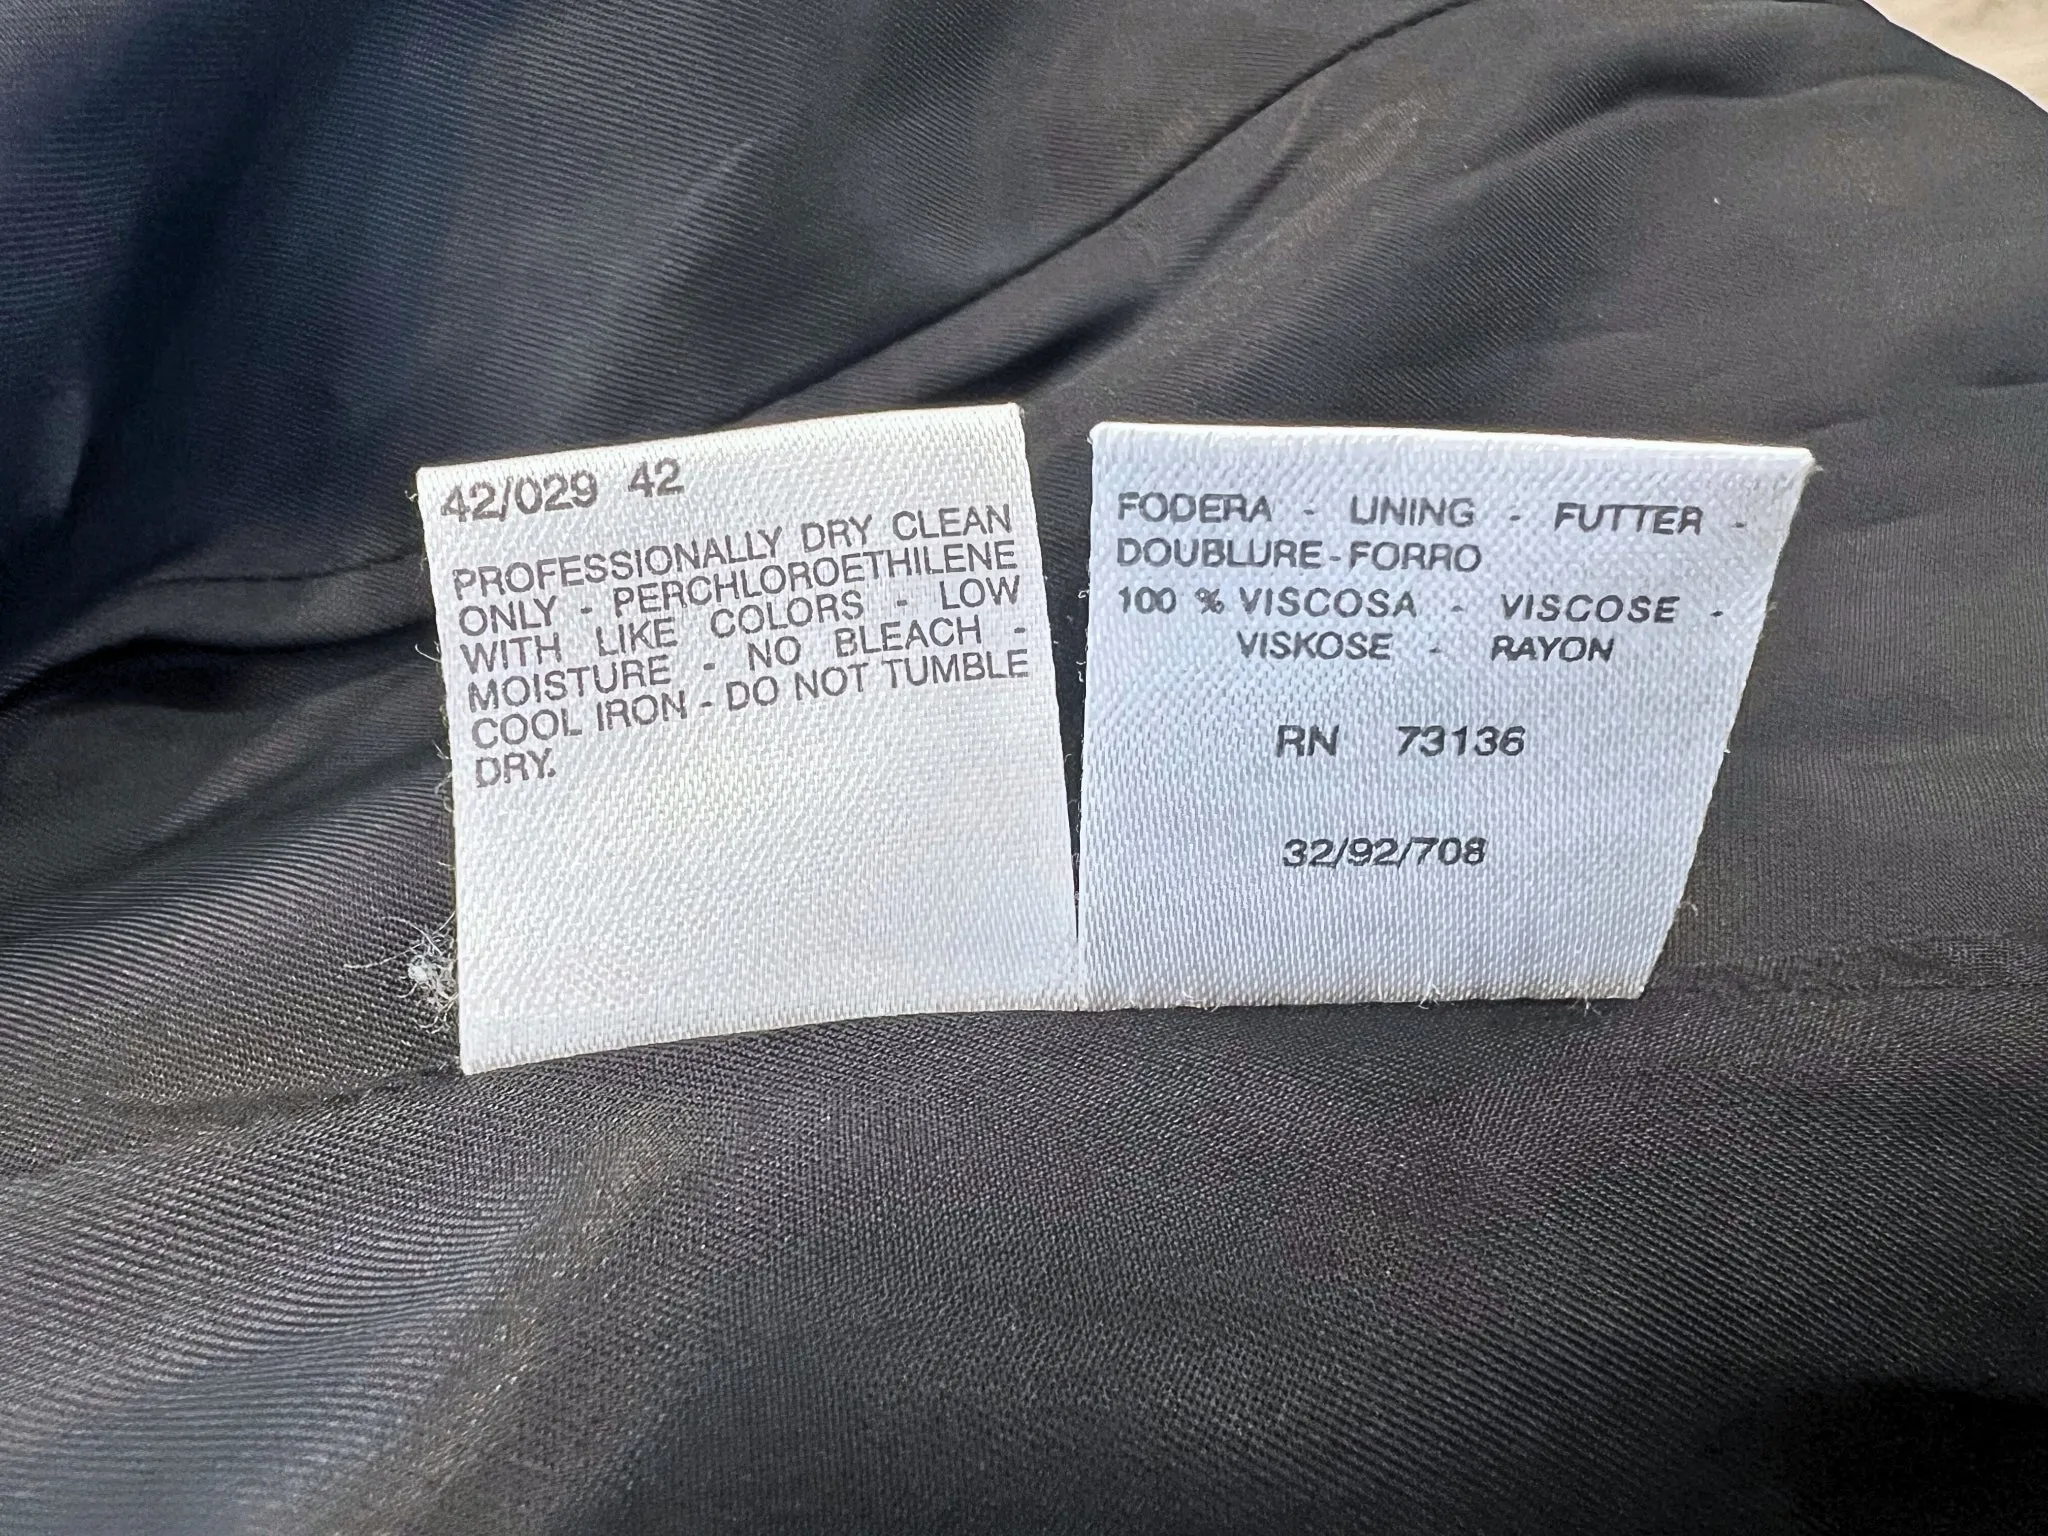 42/029 42
PROFESSIONALLY DRY CLEAN
ONLY - PERCHLOROETHILENE
WITH LIKE COLORS - LOW
MOISTURE - NO BLEACH -
COOL IRON - DO NOT TUMBLE
DRY.
FODERA - LINING - FUTTER -
DOUBLURE - FORRO
100 % VISCOSA - VISCOSE -
VISKOSE - RAYON
RN 73136
32/92/708